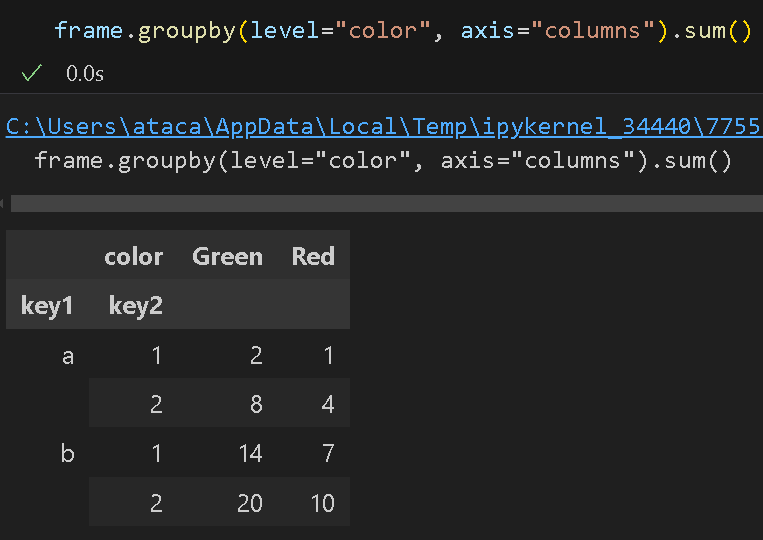 frame.groupby(level="color", axis="columns").sum()
0.0s
C:\Users\ataca\AppData\Local\Temp\ipykernel_34440\7755
frame.groupby(level="color", axis="columns").sum()
color Green Red
key1 key2
a 1 2 1
2 8 4
b 1 14 7
2 20 10